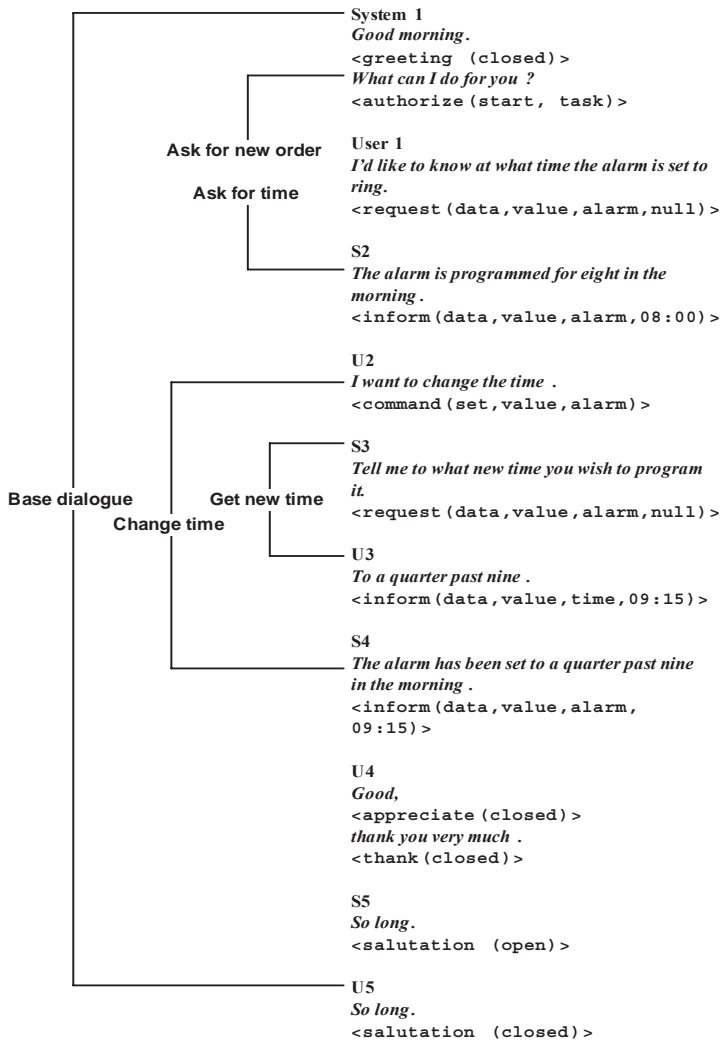 System 1
Good morning.
<greeting (closed)>
What can I do for you ?
<authorize(start, task)>
Ask for new order
User 1
I'd like to know at what time the alarm is set to
ring.
<request(data,value,alarm,null)>
Ask for time
S2
The alarm is programmed for eight in the
morning.
<inform(data,value,alarm,08:00)>
U2
I want to change the time .
<command(set,value,alarm)>
S3
Tell me to what new time you wish to program
it.
<request(data,value,alarm,null)>
Base dialogue
Get new time
Change time
U3
To a quarter past nine .
<inform(data,value,time,09:15)>
S4
The alarm has been set to a quarter past nine
in the morning .
<inform(data,value,alarm,
09:15)>
U4
Good,
<appreciate(closed)>
thank you very much .
<thank(closed)>
S5
So long.
<salutation (open)>
U5
So long.
<salutation (closed)>